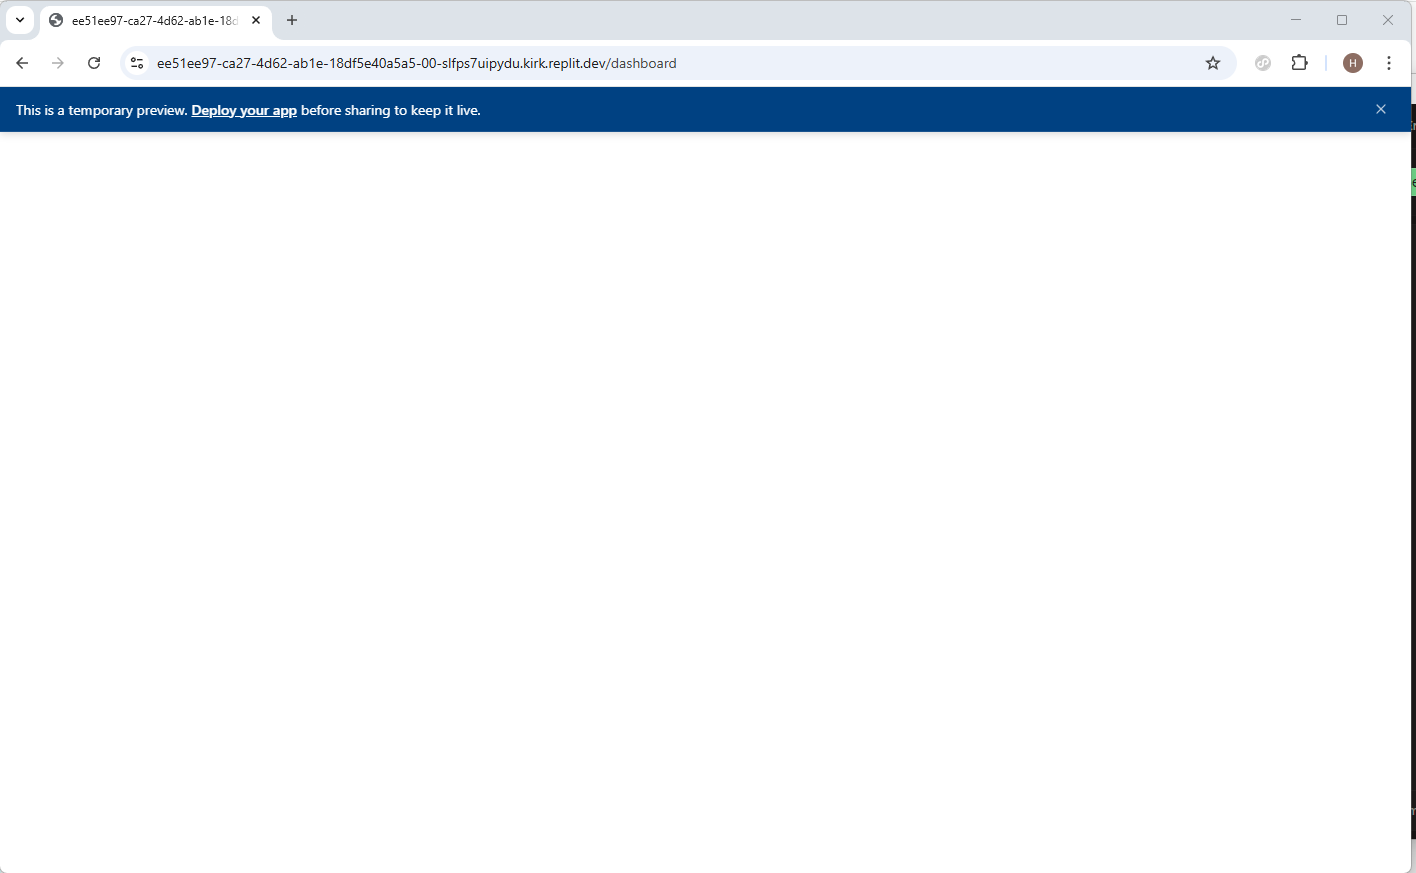 ee51ee97-ca27-4d62-ab1e-18d
ee51ee97-ca27-4d62-ab1e-18df5e40a5a5-00-slfps7uipydu.kirk.replit.dev/dashboard
H
This is a temporary preview. Deploy your app before sharing to keep it live.